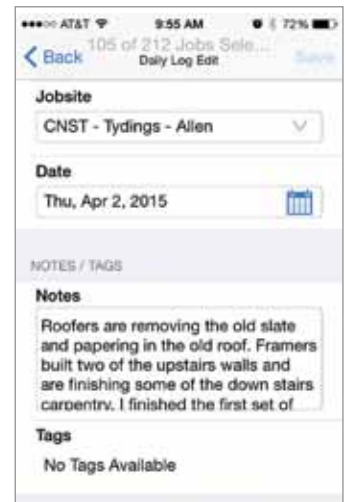 AT&T 9:55 AM 72%
105 of 212 Jobs Sele...
Back Daily Log Edit Save
Jobsite
CNST - Tydings - Allen
Date
Thu, Apr 2, 2015
NOTES / TAGS
Notes
Roofers are removing the old slate
and papering in the old roof. Framers
built two of the upstairs walls and
are finishing some of the down stairs
carpentry. I finished the first set of
Tags
No Tags Available